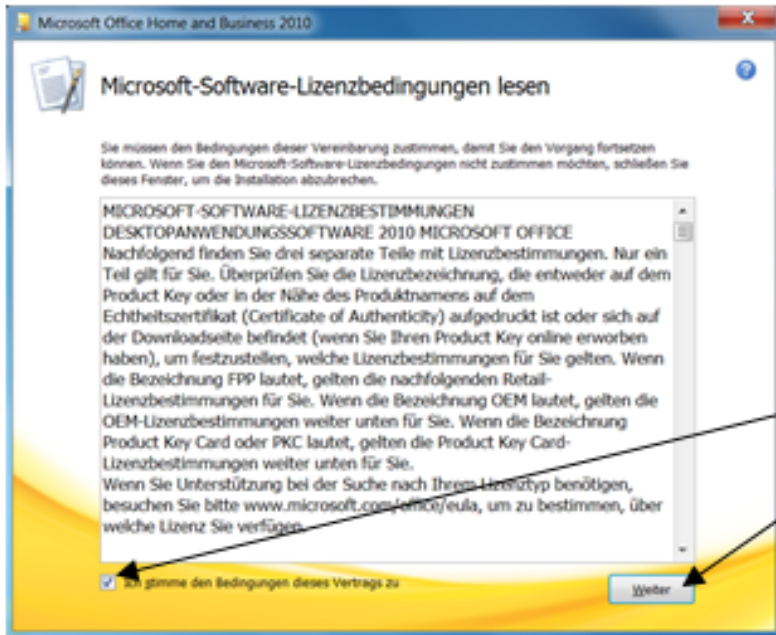 Microsoft Office Home and Business 2010
Microsoft-Software-Lizenzbedingungen lesen
Sie müssen den Bedingungen dieser Vereinbarung zustimmen, damit Sie den Vorgang fortsetzen
können. Wenn Sie den Microsoft-Software-Lizenzbedingungen nicht zustimmen möchten, schließen Sie
dieses Fenster, um die Installation abzubrechen.
MICROSOFT-SOFTWARE-LIZENZBESTIMMUNGEN
DESKTOPANWENDUNGSSOFTWARE 2010 MICROSOFT OFFICE
Nachfolgend finden Sie drei separate Teile mit Lizenzbestimmungen. Nur ein
Teil gilt für Sie. Überprüfen Sie die Lizenzbezeichnung, die entweder auf dem
Product Key oder in der Nähe des Produktnamens auf dem
Echtheitszertifikat (Certificate of Authenticity) aufgedruckt ist oder sich auf
der Downloadseite befindet (wenn Sie Ihren Product Key online erworben
haben), um festzustellen, welche Lizenzbestimmungen für Sie gelten. Wenn
die Bezeichnung FPP lautet, gelten die nachfolgenden Retail-
Lizenzbestimmungen für Sie. Wenn die Bezeichnung OEM lautet, gelten die
OEM-Lizenzbestimmungen weiter unten für Sie. Wenn die Bezeichnung
Product Key Card oder PKC lautet, gelten die Product Key Card-
Lizenzbestimmungen weiter unten für Sie.
Wenn Sie Unterstützung bei der Suche nach Ihrem Lizenztyp benötigen,
besuchen Sie bitte www.microsoft.com/office/eula, um zu bestimmen, über
welche Lizenz Sie verfügen.
Ich stimme den Bedingungen dieses Vertrags zu
Weiter